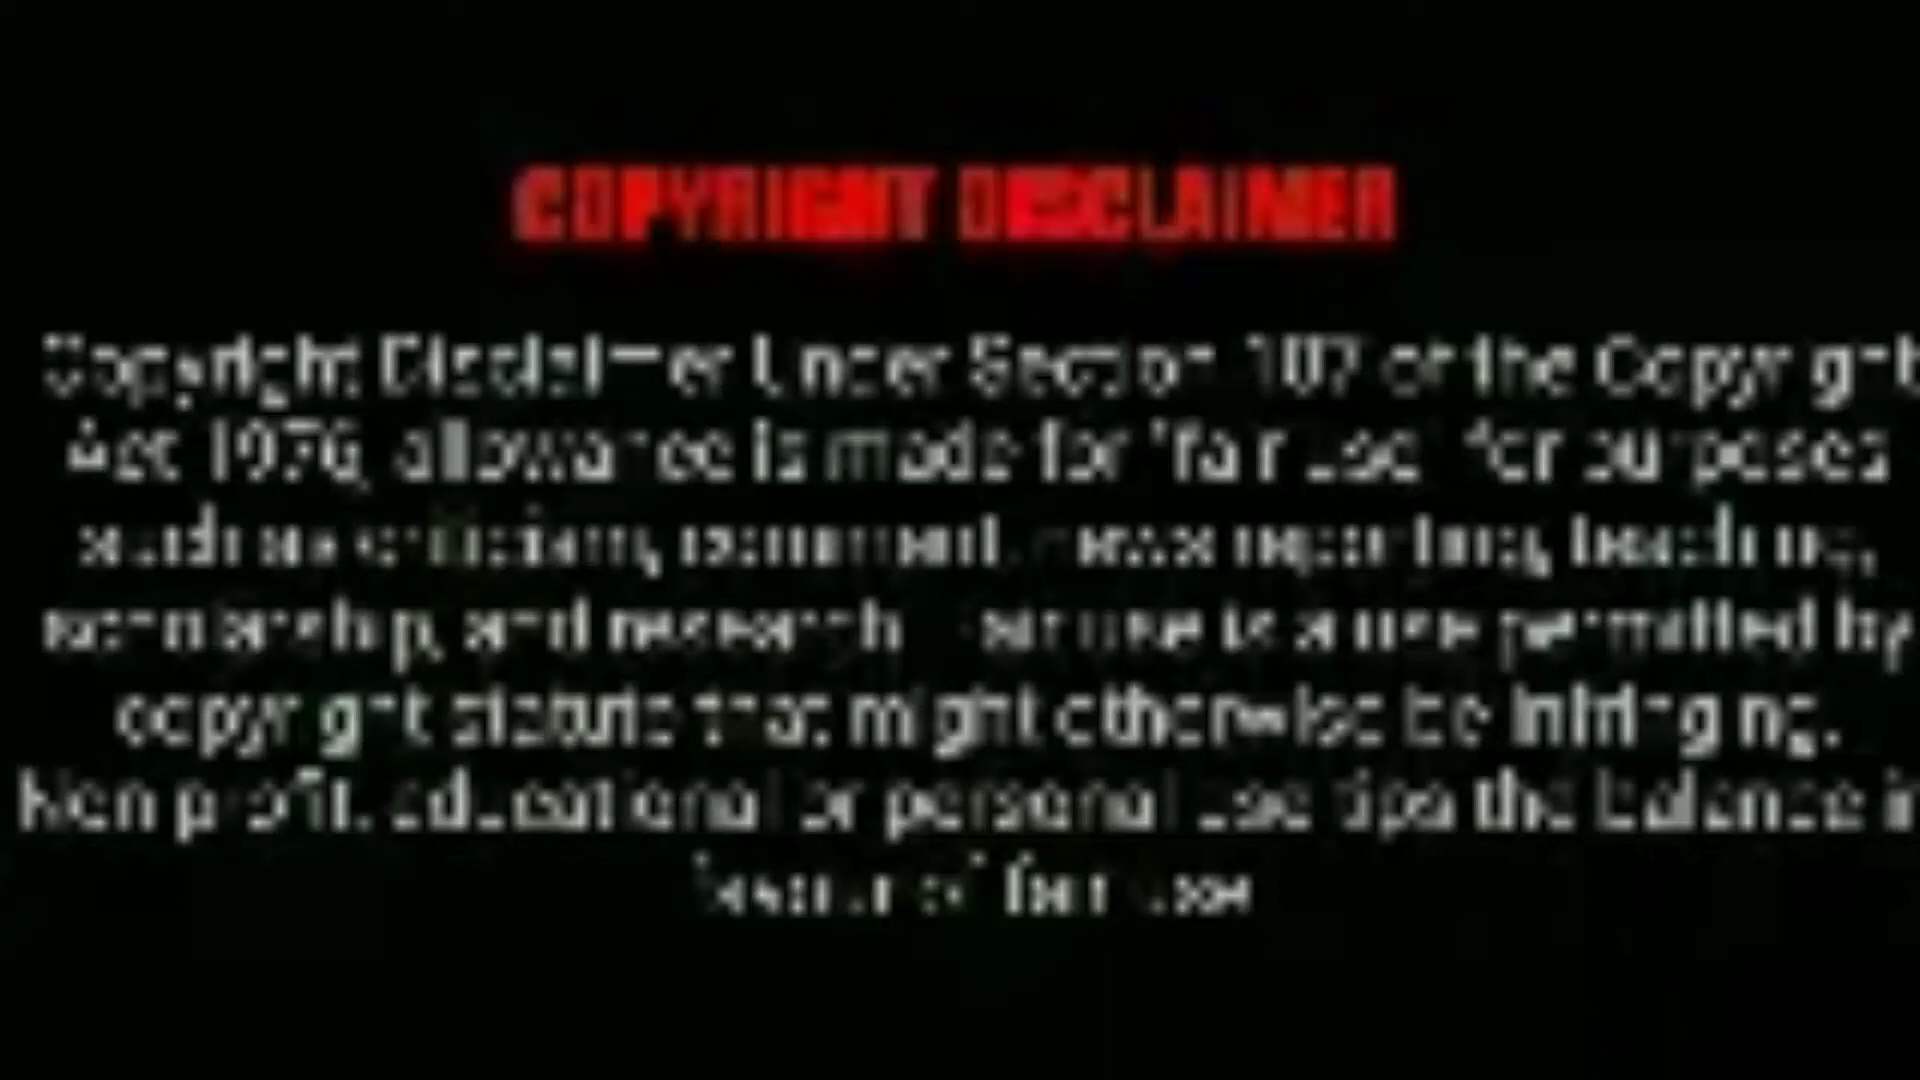 COPYRIGHT DISCLAIMER
Copyright Disclaimer Under Section 107 of the Copyright
Act 1976, allowance is made for "fair use" for purposes
such as criticism, comment, news reporting, teaching,
scholarship, and research. Fair use is a use permitted by
copyright statute that might otherwise be infringing.
Non profit, educational or personal use tips the balance in
favour of fair use